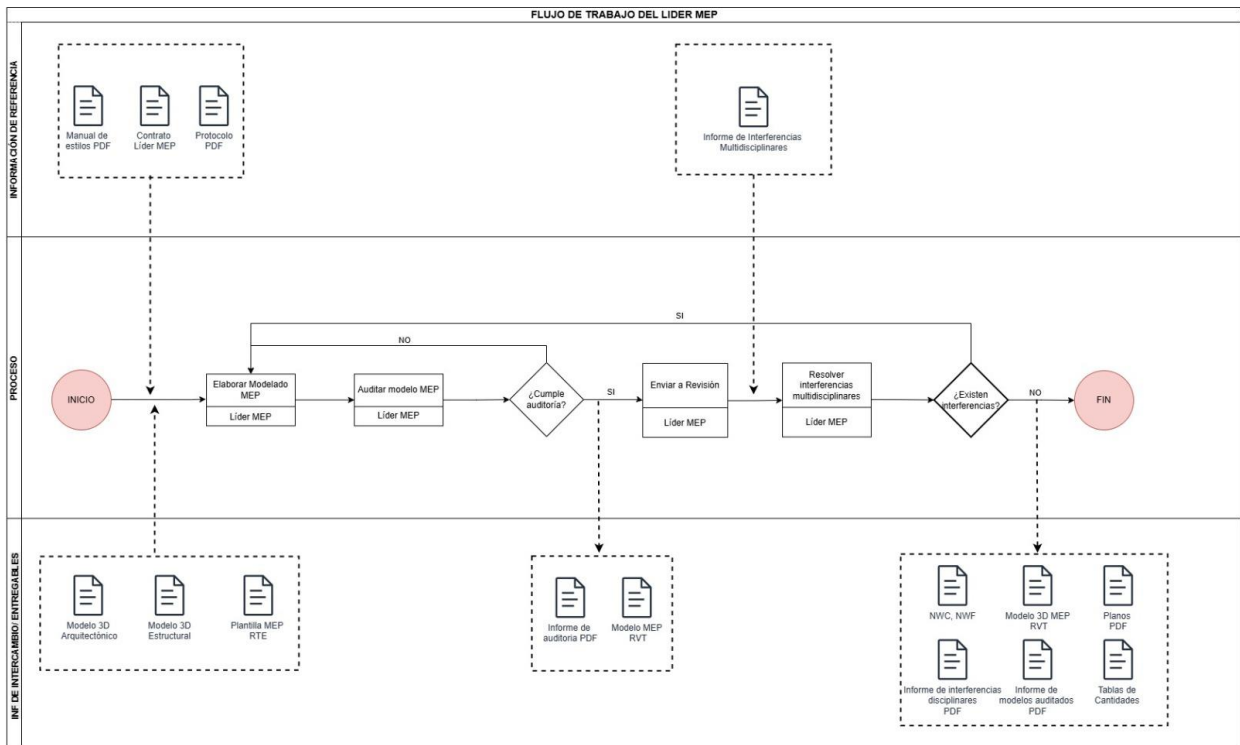 FLUJO DE TRABAJO DEL LIDER MEP
INFORMACIÓN DE REFERENCIA
Manual de
estilos PDF
Contrato
Líder MEP
Protocolo
PDF
Informe de Interferencias
Multidisciplinares
PROCESO
INICIO
Elaborar Modelado
MEP
Líder MEP
Auditar modelo MEP
Líder MEP
¿Cumple
auditoría?
NO
SI
Enviar a Revisión
Líder MEP
Resolver
interferencias
multidisciplinares
Líder MEP
¿Existen
interferencias?
SI
NO
FIN
INF DE INTERCAMBIO/ ENTREGABLES
Modelo 3D
Arquitectónico
Modelo 3D
Estructural
Plantilla MEP
RTE
Informe de
auditoria PDF
Modelo MEP
RVT
NWC, NWF
Modelo 3D MEP
RVT
Planos
PDF
Informe de interferencias
disciplinares
PDF
Informe de
modelos auditados
PDF
Tablas de
Cantidades